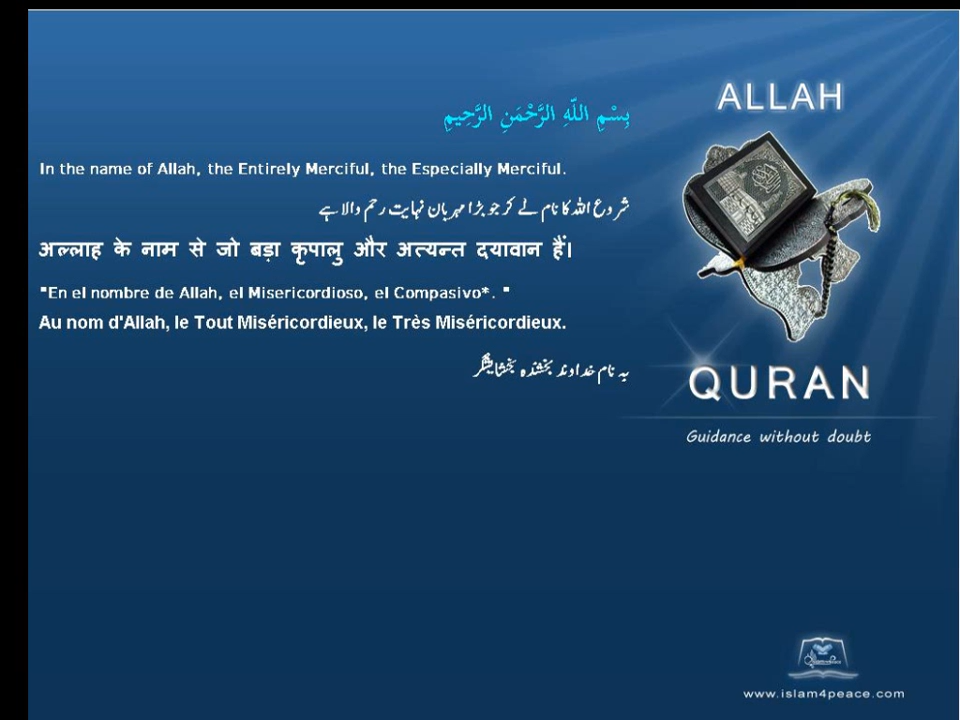 بِسْمِ اللَّهِ الرَّحْمَنِ الرَّحِيمِ
In the name of Allah, the Entirely Merciful, the Especially Merciful.
شروع اللہ کا نام لے کر جو بڑا مہربان نہایت رحم والا ہے
अल्लाह के नाम से जो बड़ा कृपालु और अत्यन्त दयावान हैं।
"En el nombre de Allah, el Misericordioso, el Compasivo*. "
Au nom d'Allah, le Tout Miséricordieux, le Très Miséricordieux.
به نام خداوند بخشنده بخشایشگر
ALLAH
QURAN
Guidance without doubt
www.islam4peace.com